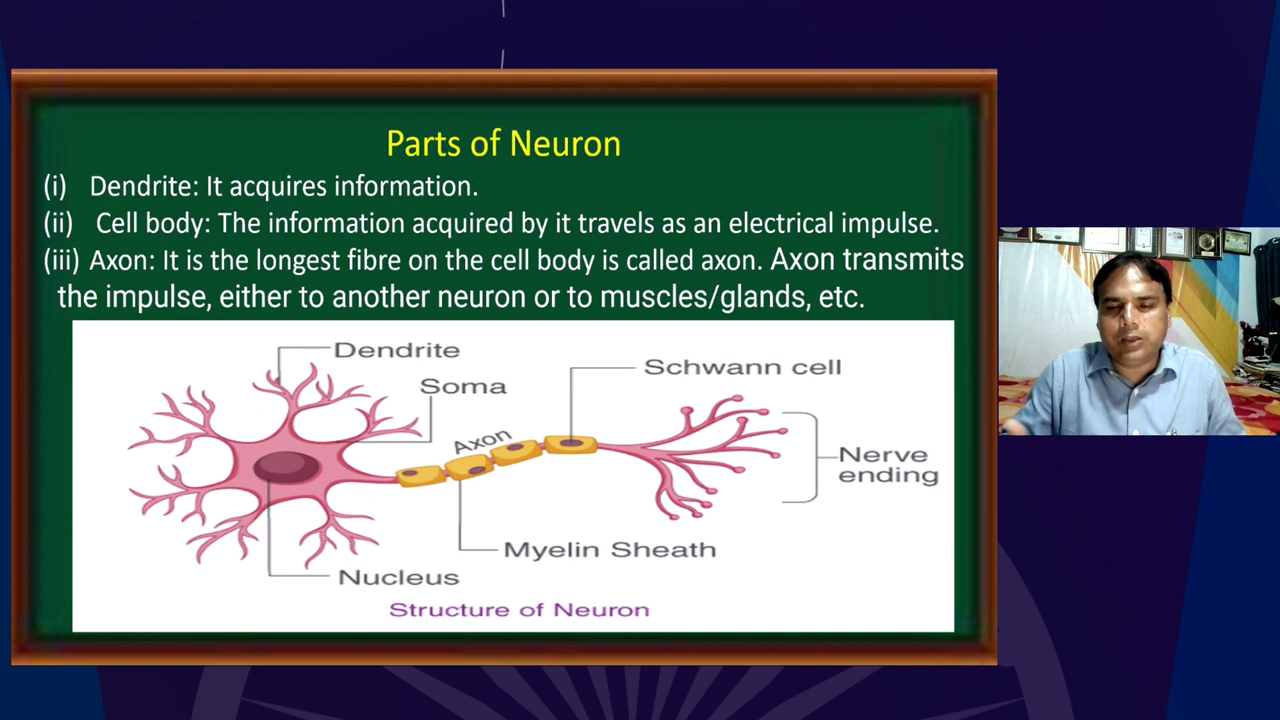 Parts of Neuron
(i) Dendrite: It acquires information.
(ii) Cell body: The information acquired by it travels as an electrical impulse.
(iii) Axon: It is the longest fibre on the cell body is called axon. Axon transmits
the impulse, either to another neuron or to muscles/glands, etc.
Dendrite
Soma
Schwann cell
Axon
Nerve
ending
Myelin Sheath
Nucleus
Structure of Neuron